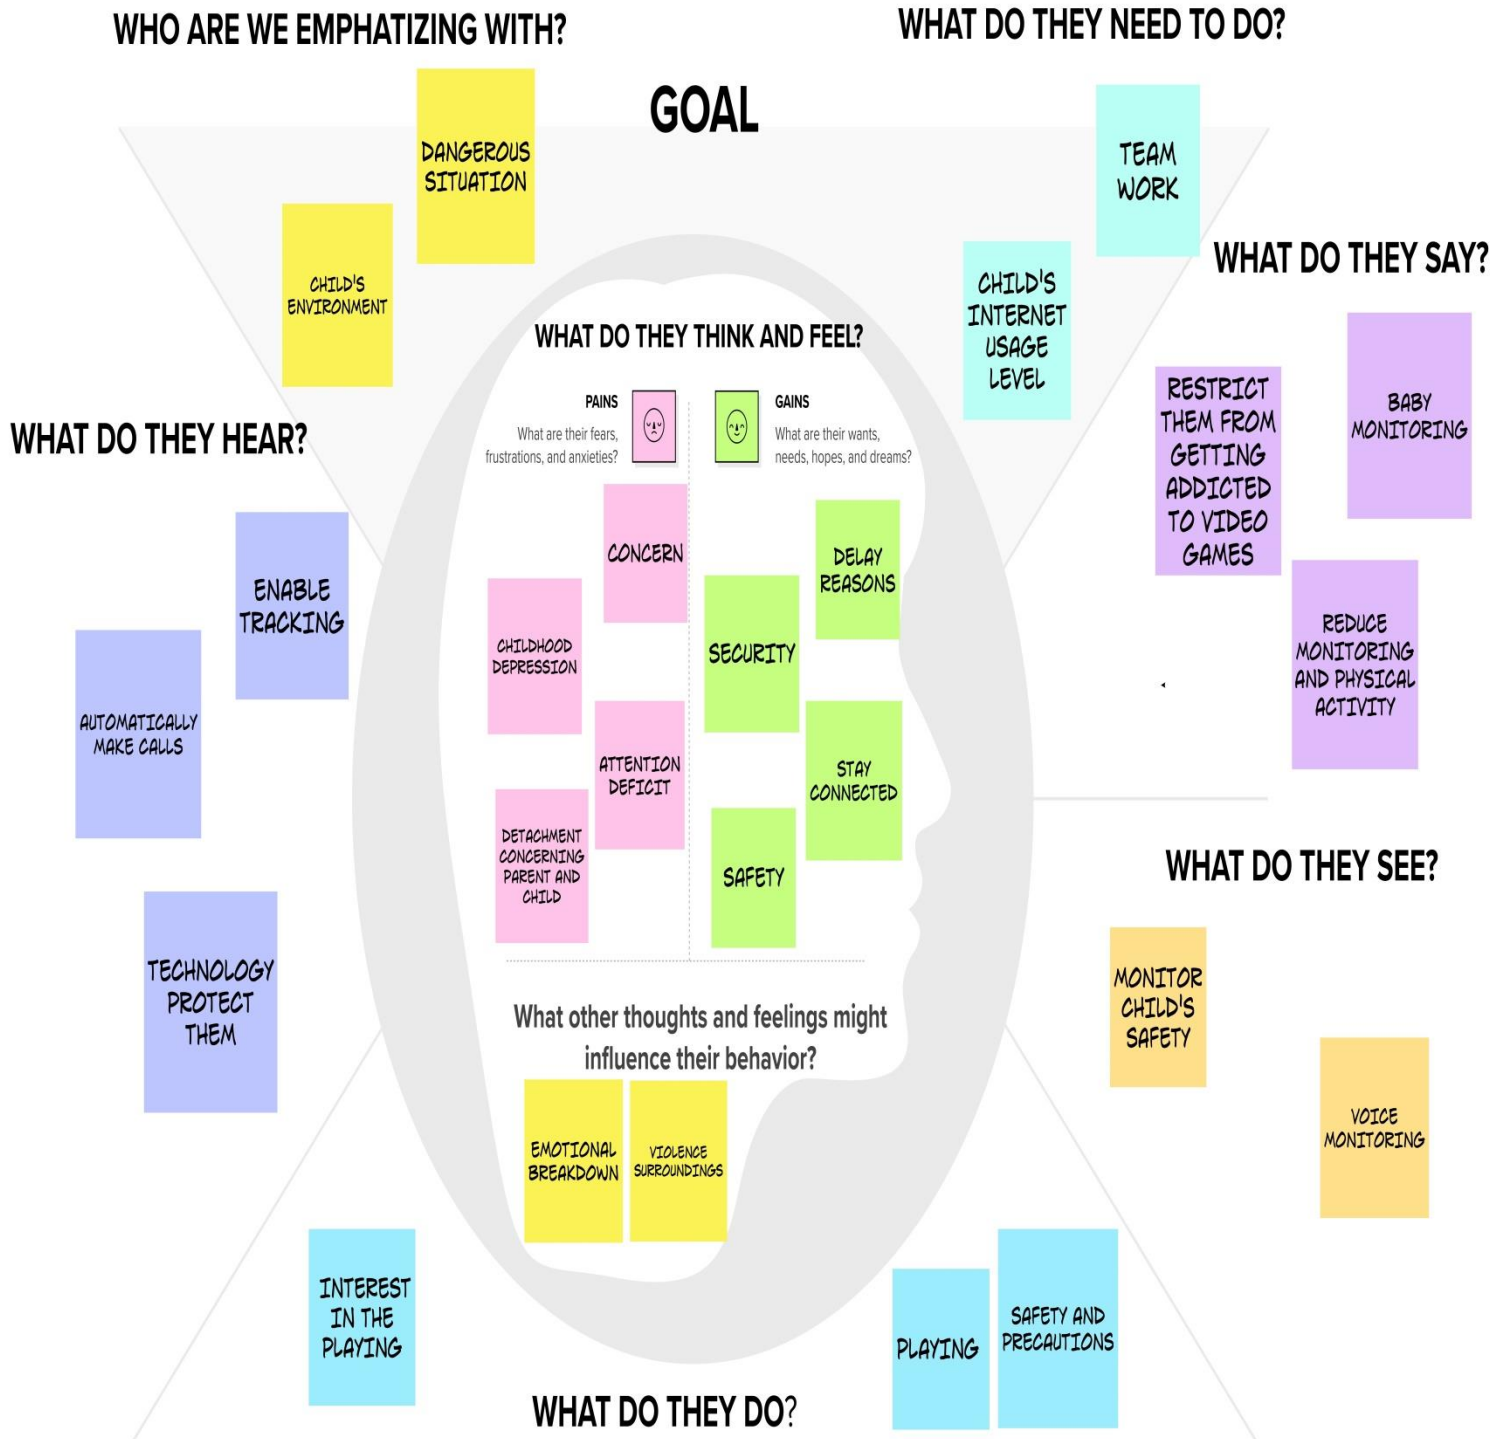 WHO ARE WE EMPHATIZING WITH?
GOAL
DANGEROUS
SITUATION
CHILD'S
ENVIRONMENT
WHAT DO THEY NEED TO DO?
TEAM
WORK
CHILD'S
INTERNET
USAGE
LEVEL
WHAT DO THEY SAY?
RESTRICT
THEM FROM
GETTING
ADDICTED
TO VIDEO
GAMES
BABY
MONITORING
REDUCE
MONITORING
AND PHYSICAL
ACTIVITY
WHAT DO THEY HEAR?
ENABLE
TRACKING
AUTOMATICALLY
MAKE CALLS
TECHNOLOGY
PROTECT
THEM
WHAT DO THEY THINK AND FEEL?
PAINS
What are their fears,
frustrations, and anxieties?
GAINS
What are their wants,
needs, hopes, and dreams?
CONCERN
CHILDHOOD
DEPRESSION
ATTENTION
DEFICIT
DETACHMENT
CONCERNING
PARENT AND
CHILD
DELAY
REASONS
SECURITY
STAY
CONNECTED
SAFETY
What other thoughts and feelings might
influence their behavior?
EMOTIONAL
BREAKDOWN
VIOLENCE
SURROUNDINGS
WHAT DO THEY SEE?
MONITOR
CHILD'S
SAFETY
VOICE
MONITORING
INTEREST
IN THE
PLAYING
PLAYING
SAFETY AND
PRECAUTIONS
WHAT DO THEY DO?